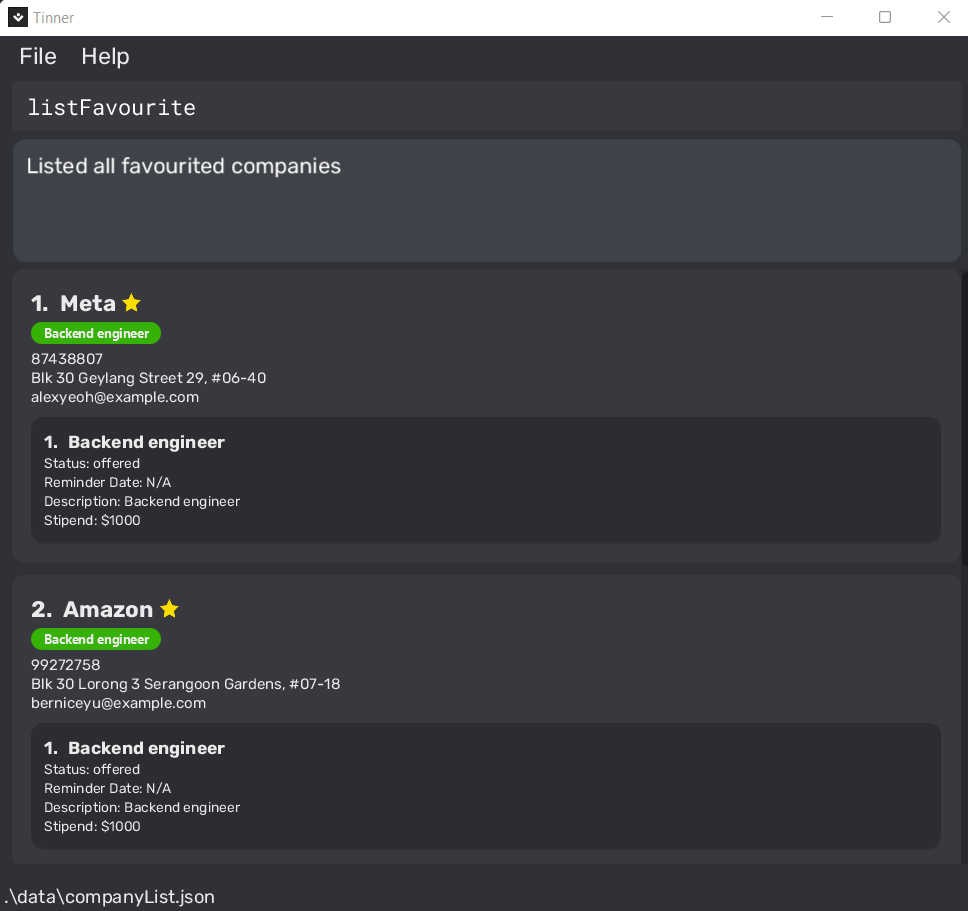 Tinner
File Help
listFavourite
Listed all favourited companies
1. Meta
Backend engineer
87438807
Blk 30 Geylang Street 29, #06-40
alexyeoh@example.com
1. Backend engineer
Status: offered
Reminder Date: N/A
Description: Backend engineer
Stipend: $1000
2. Amazon
Backend engineer
99272758
Blk 30 Lorong 3 Serangoon Gardens, #07-18
berniceyu@example.com
1. Backend engineer
Status: offered
Reminder Date: N/A
Description: Backend engineer
Stipend: $1000
.\data\companyList.json